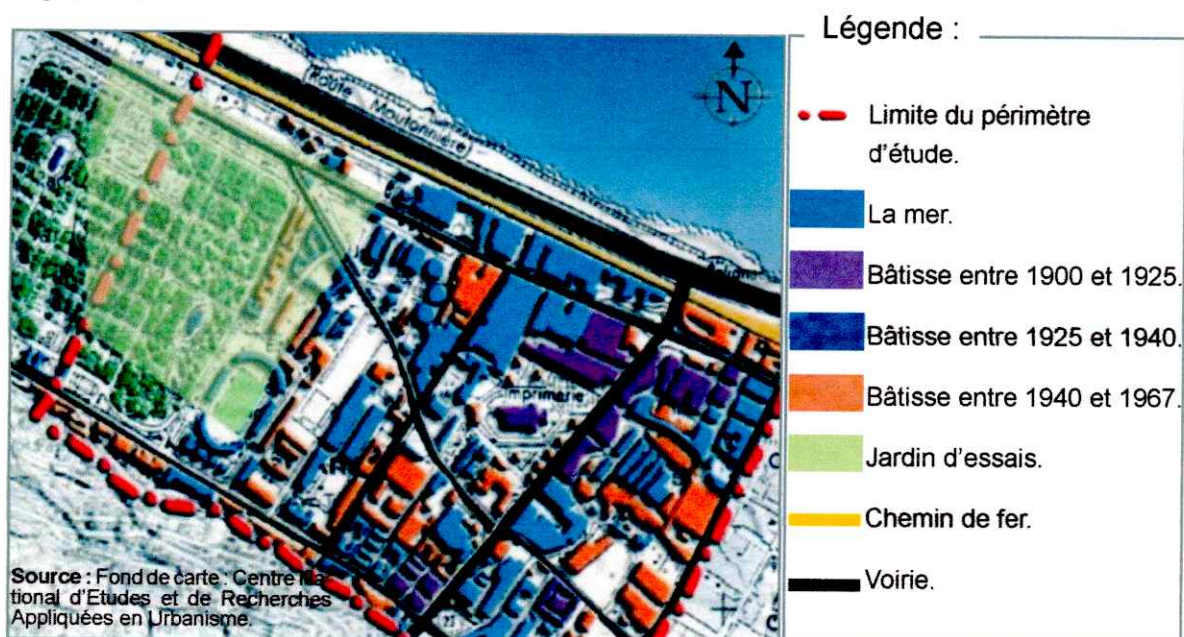 Légende :
Limite du périmètre
d'étude.
La mer.
Bâtisse entre 1900 et 1925.
Bâtisse entre 1925 et 1940.
Bâtisse entre 1940 et 1967.
Jardin d'essais.
Chemin de fer.
Voirie.
N
Route Moutonnière
Imprimerie
23
Source : Fond de carte : Centre Na-
tional d'Etudes et de Recherches
Appliquées en Urbanisme.